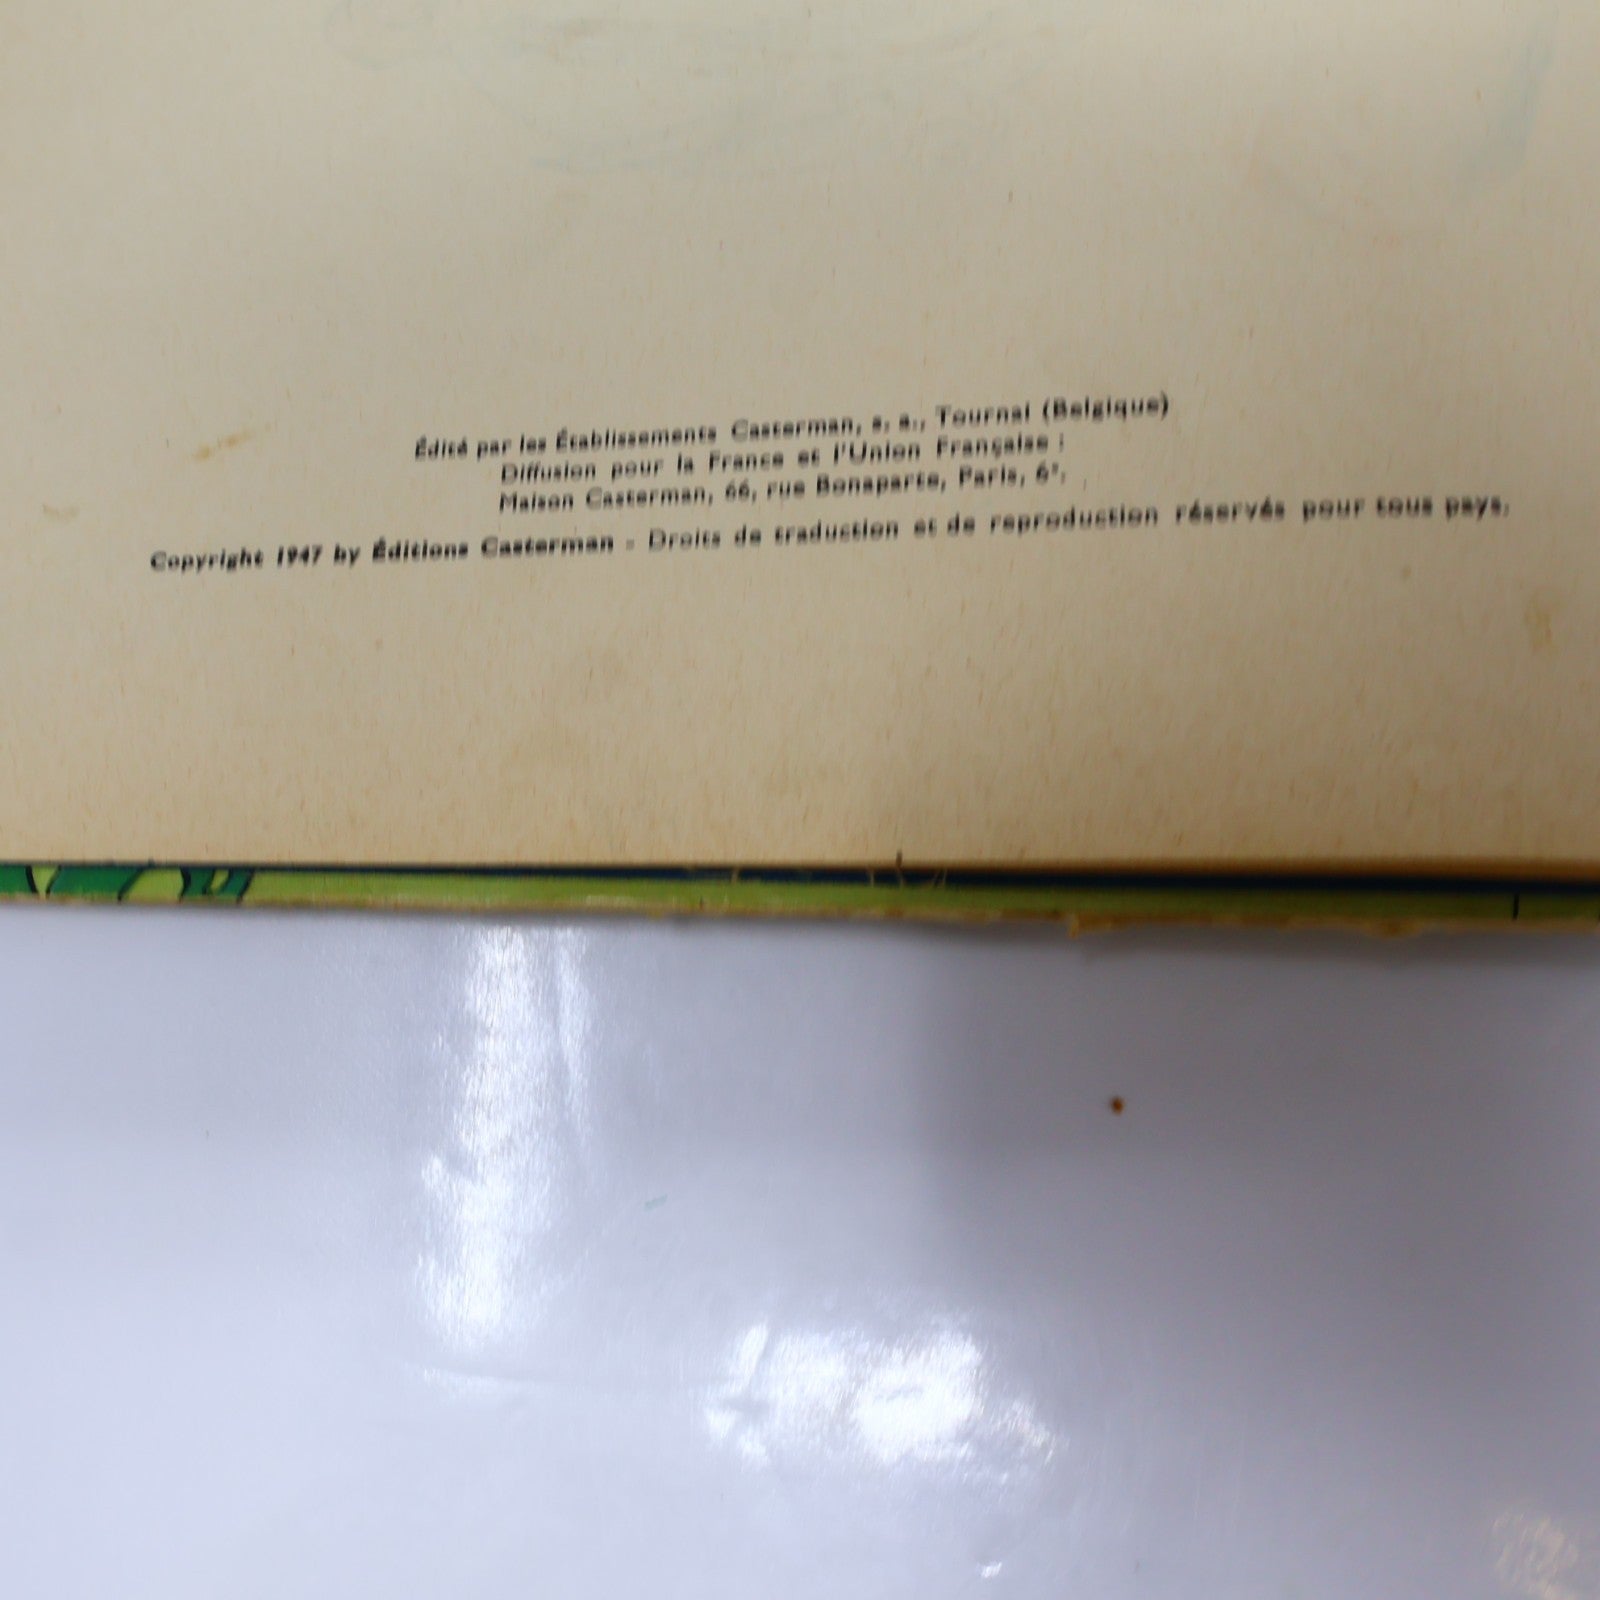 Édité par les Établissements Casterman, s. a., Tournai (Belgique)
Diffusion pour la France et l'Union Française :
Maison Casterman, 66, rue Bonaparte, Paris, 6e.
Copyright 1947 by Éditions Casterman - Droits de traduction et de reproduction réservés pour tous pays.